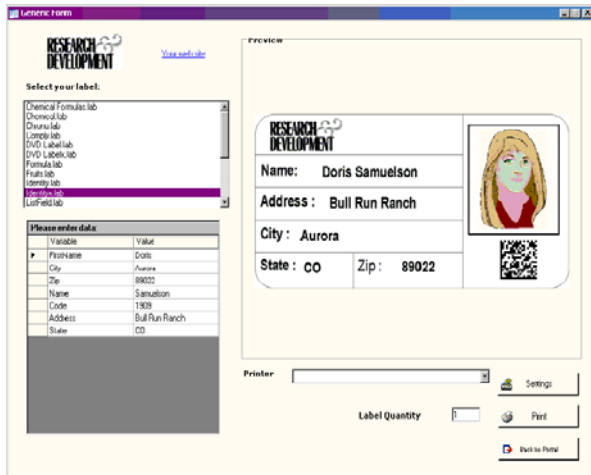 Generic Form
RESEARCH &
DEVELOPMENT
Your web site
Select your label:
Chemical Formulas.lab
Chemical.lab
Chrono.lab
Comply.lab
DVD Label.lab
DVD Labelx.lab
Formula.lab
Fruits.lab
Identity.lab
Identityx.lab
ListField.lab
Please enter data:
Variable Value
FirstName Doris
City Aurora
Zip 89022
Name Samuelson
Code 1909
Address Bull Run Ranch
State CO
Preview
RESEARCH &
DEVELOPMENT
Name: Doris Samuelson
Address : Bull Run Ranch
City : Aurora
State : CO Zip : 89022
Printer
Settings
Label Quantity 1
Print
Back to Portal